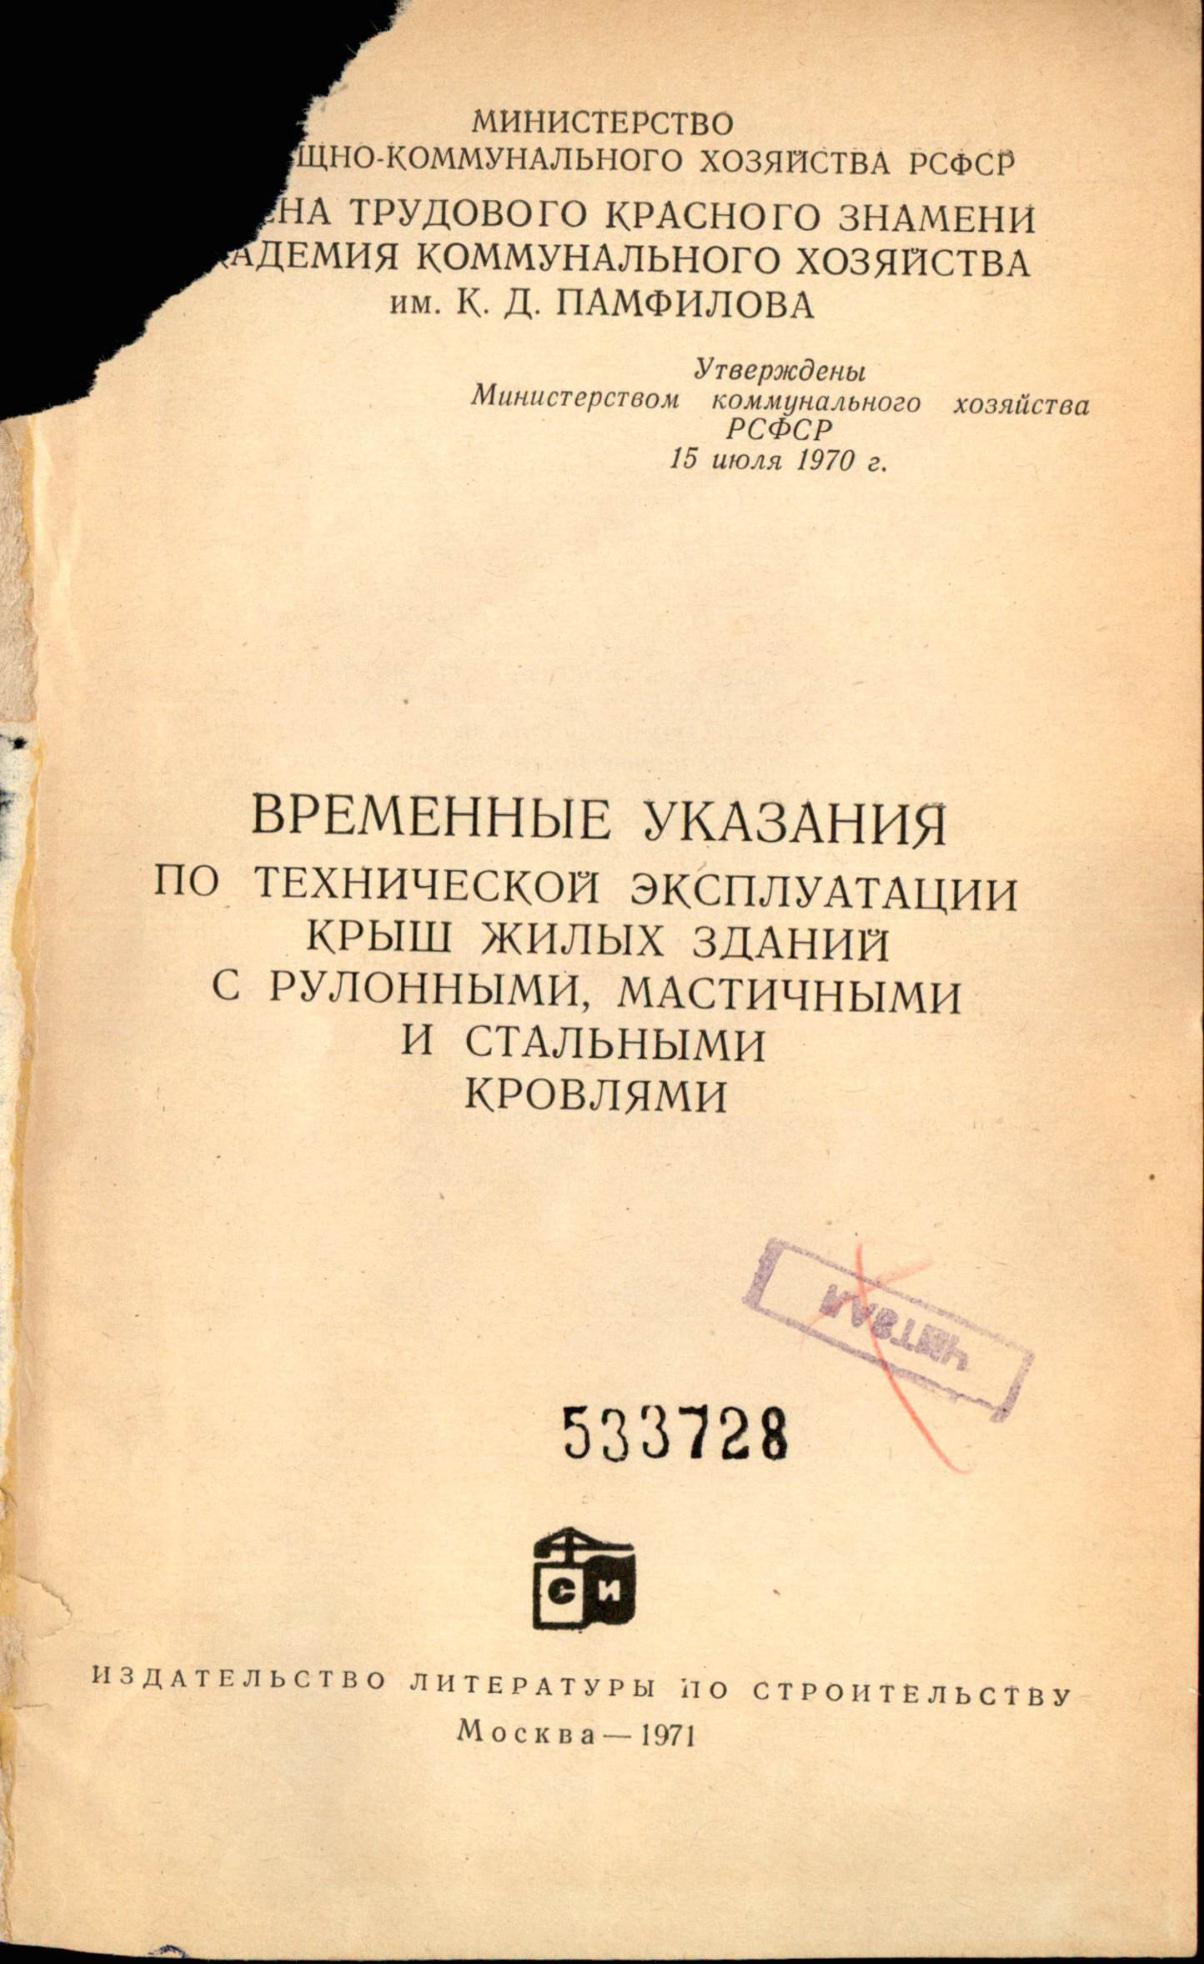 МИНИСТЕРСТВО
ЩНО-КОММУНАЛЬНОГО ХОЗЯЙСТВА РСФСР
ЕНА ТРУДОВОГО КРАСНОГО ЗНАМЕНИ
АДЕМИЯ КОММУНАЛЬНОГО ХОЗЯЙСТВА
им. К. Д. ПАМФИЛОВА
Утверждены
Министерством коммунального хозяйства
РСФСР
15 июля 1970 г.
ВРЕМЕННЫЕ УКАЗАНИЯ
ПО ТЕХНИЧЕСКОЙ ЭКСПЛУАТАЦИИ
КРЫШ ЖИЛЫХ ЗДАНИЙ
С РУЛОННЫМИ, МАСТИЧНЫМИ
И СТАЛЬНЫМИ
КРОВЛЯМИ
ЧИТЗАЛ
533728
СИ
ИЗДАТЕЛЬСТВО ЛИТЕРАТУРЫ ПО СТРОИТЕЛЬСТВУ
Москва — 1971